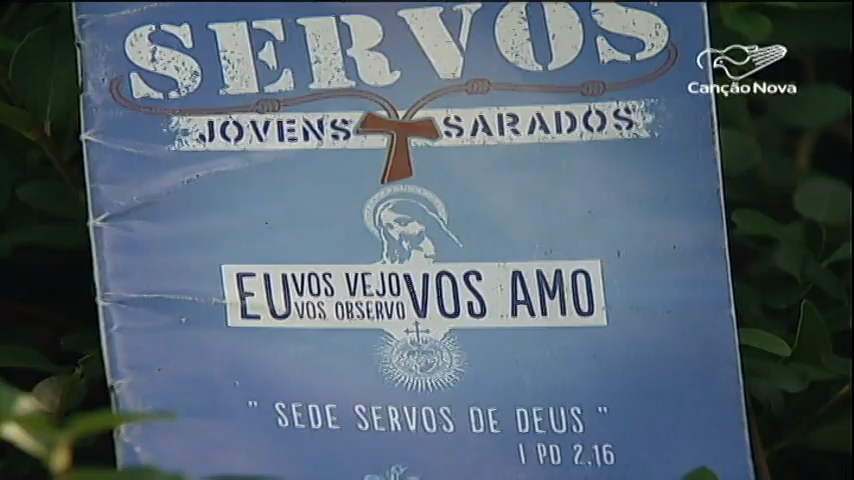 SERVOS
Canção Nova
JOVENS SARADOS
EU VOS VEJO VOS AMO
VOS OBSERVO
" SEDE SERVOS DE DEUS "
I PD 2,16